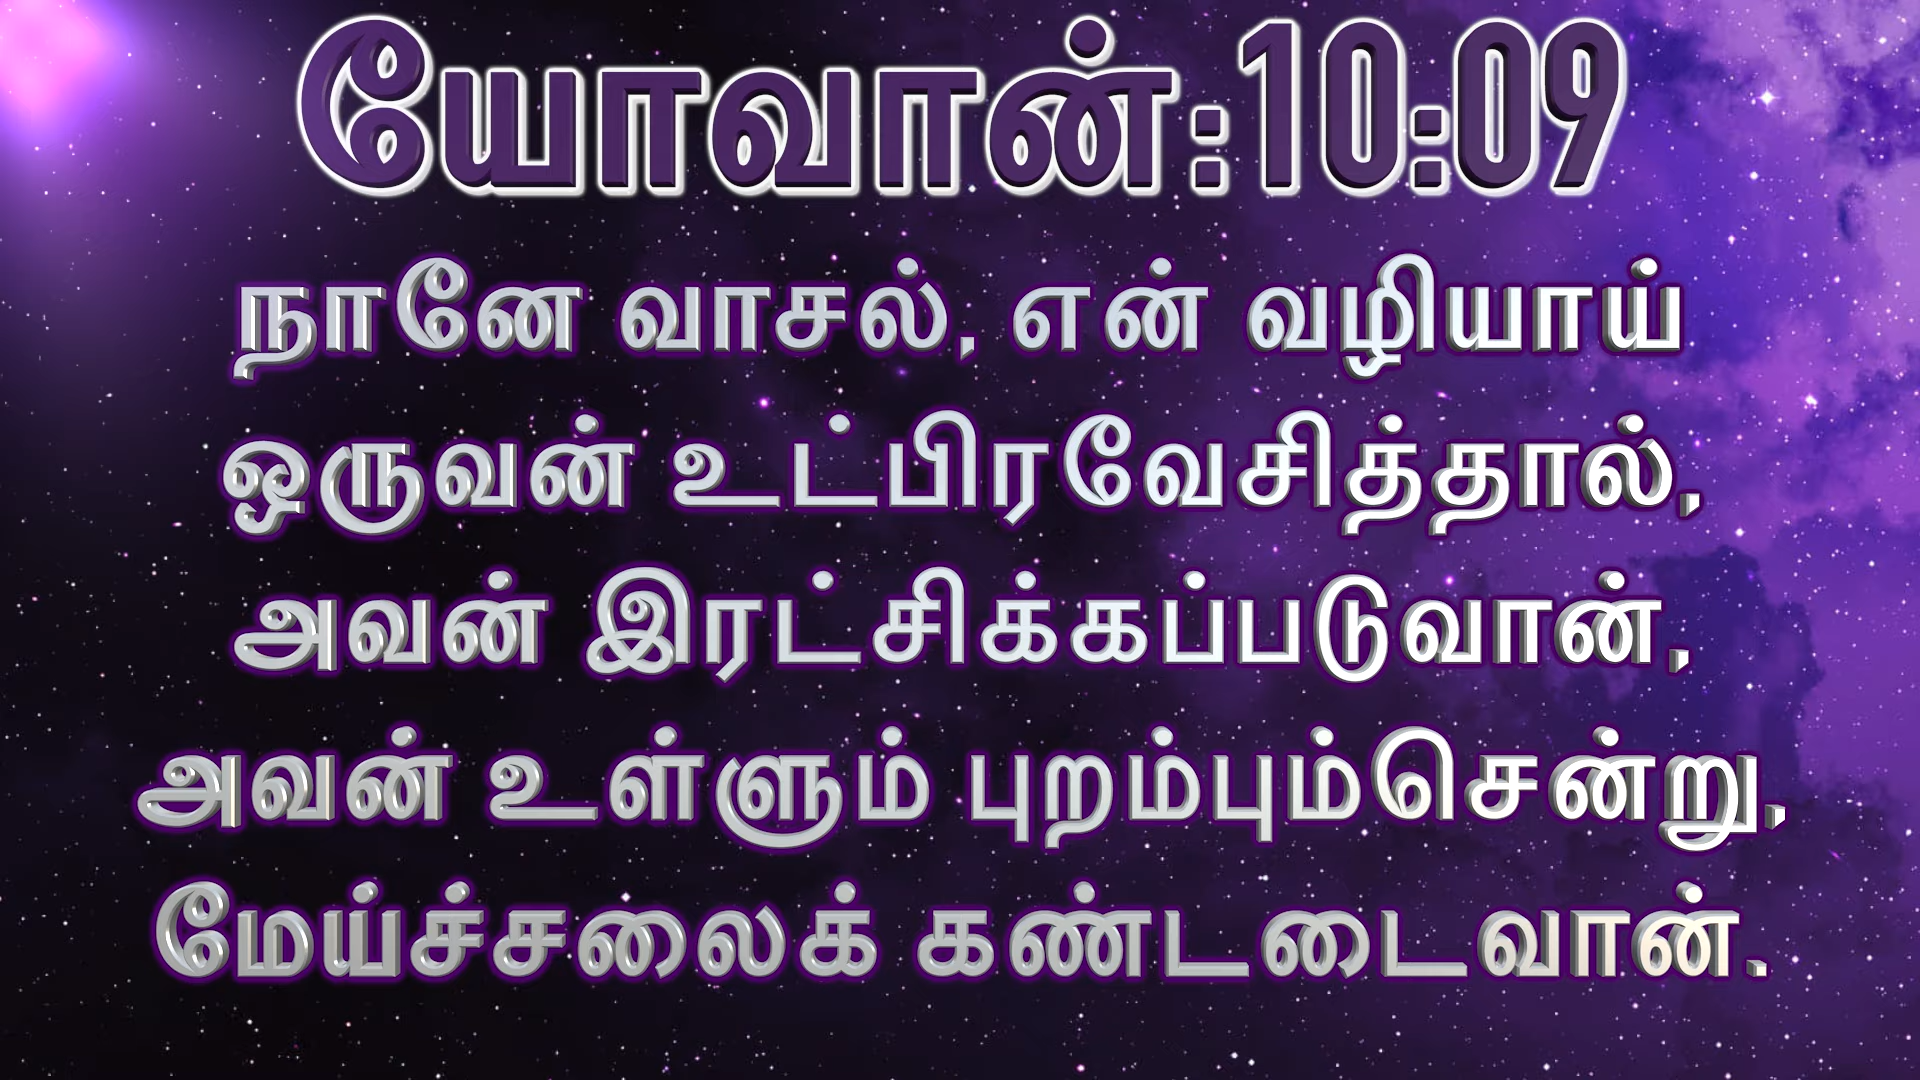 யோவான்:10:09
நானே வாசல், என் வழியாய்
ஒருவன் உட்பிரவேசித்தால்,
அவன் இரட்சிக்கப்படுவான்,
அவன் உள்ளும் புறம்பும்சென்று,
மேய்ச்சலைக் கண்டடைவான்.